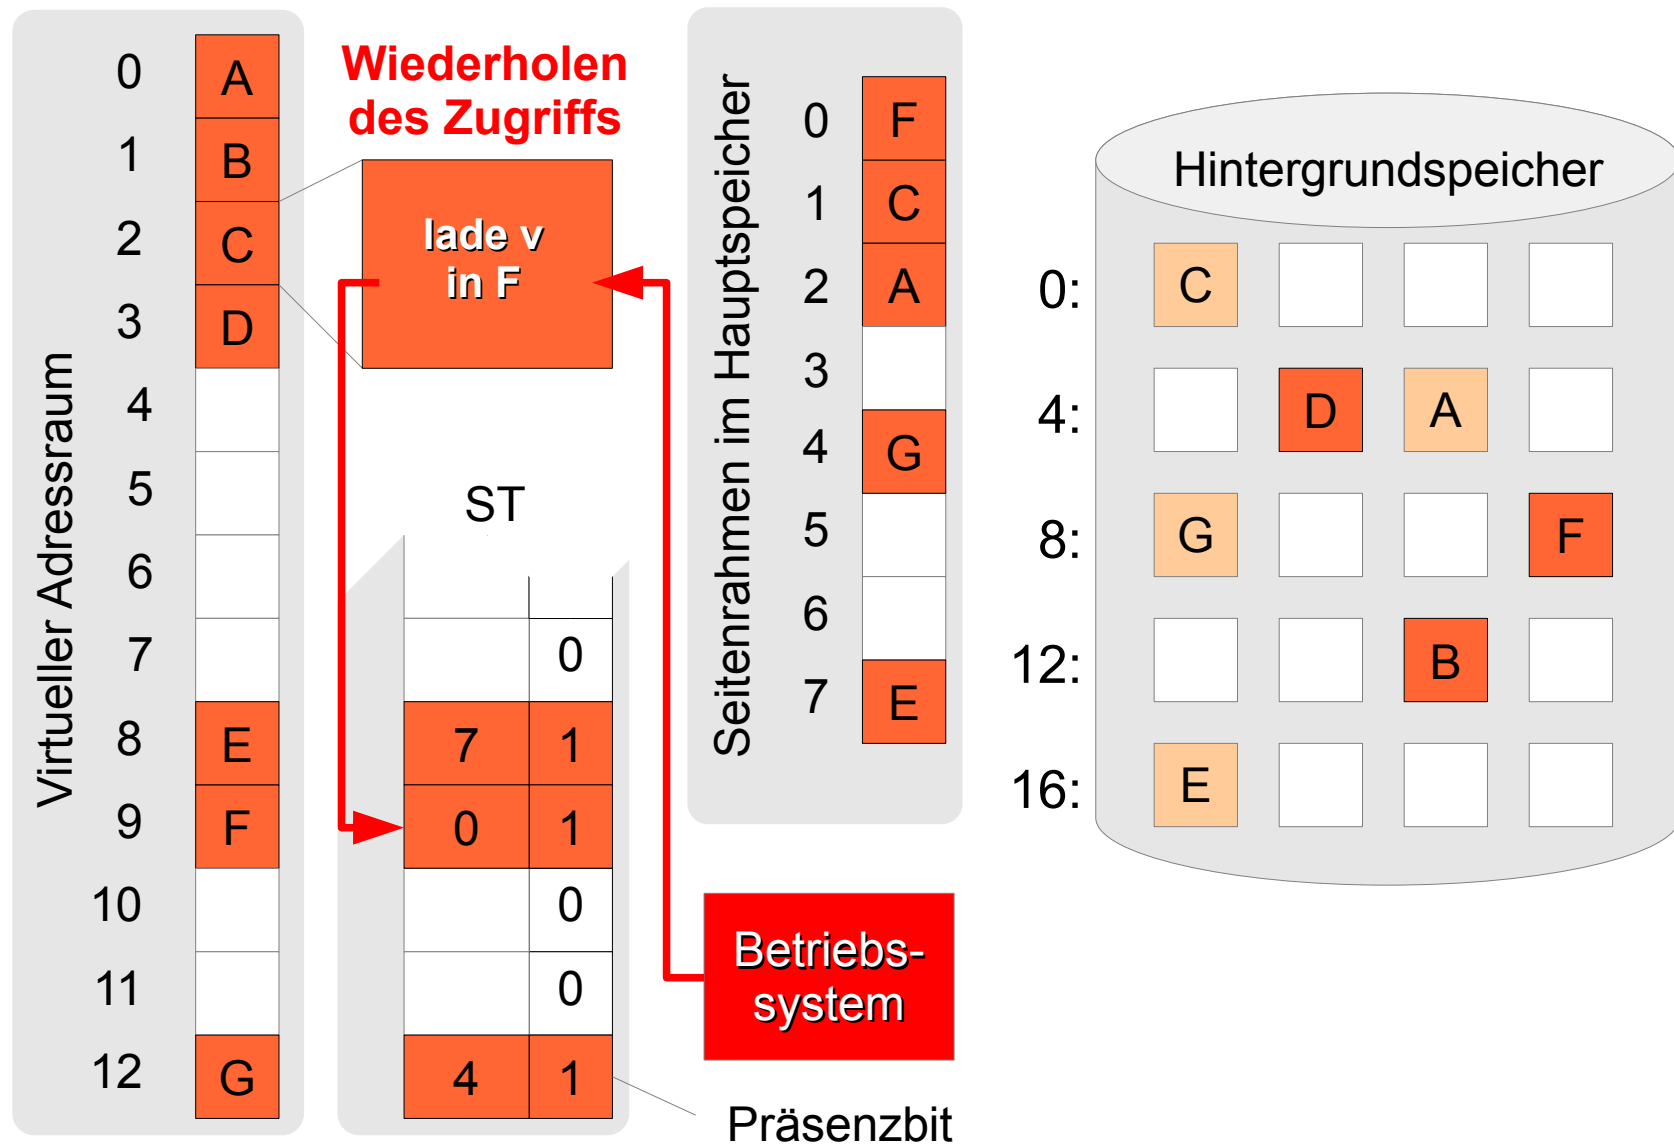 Virtueller Adressraum
0 A
1 B
2 C
3 D
4
5
6
7
8 E
9 F
10
11
12 G
Wiederholen
des Zugriffs
lade v
in F
ST
0
7 1
0 1
0
0
4 1
Präsenzbit
Seitenrahmen im Hauptspeicher
0 F
1 C
2 A
3
4 G
5
6
7 E
Betriebs-
system
Hintergrundspeicher
0: C
4: D A
8: G F
12: B
16: E